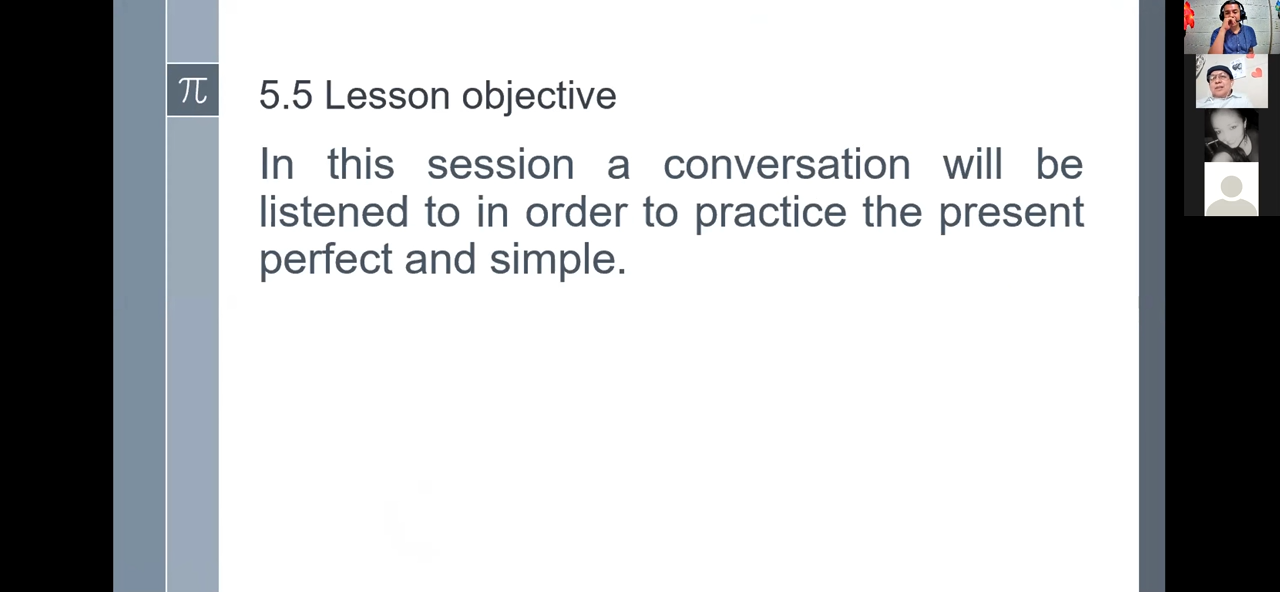 π
5.5 Lesson objective
In this session a conversation will be
listened to in order to practice the present
perfect and simple.